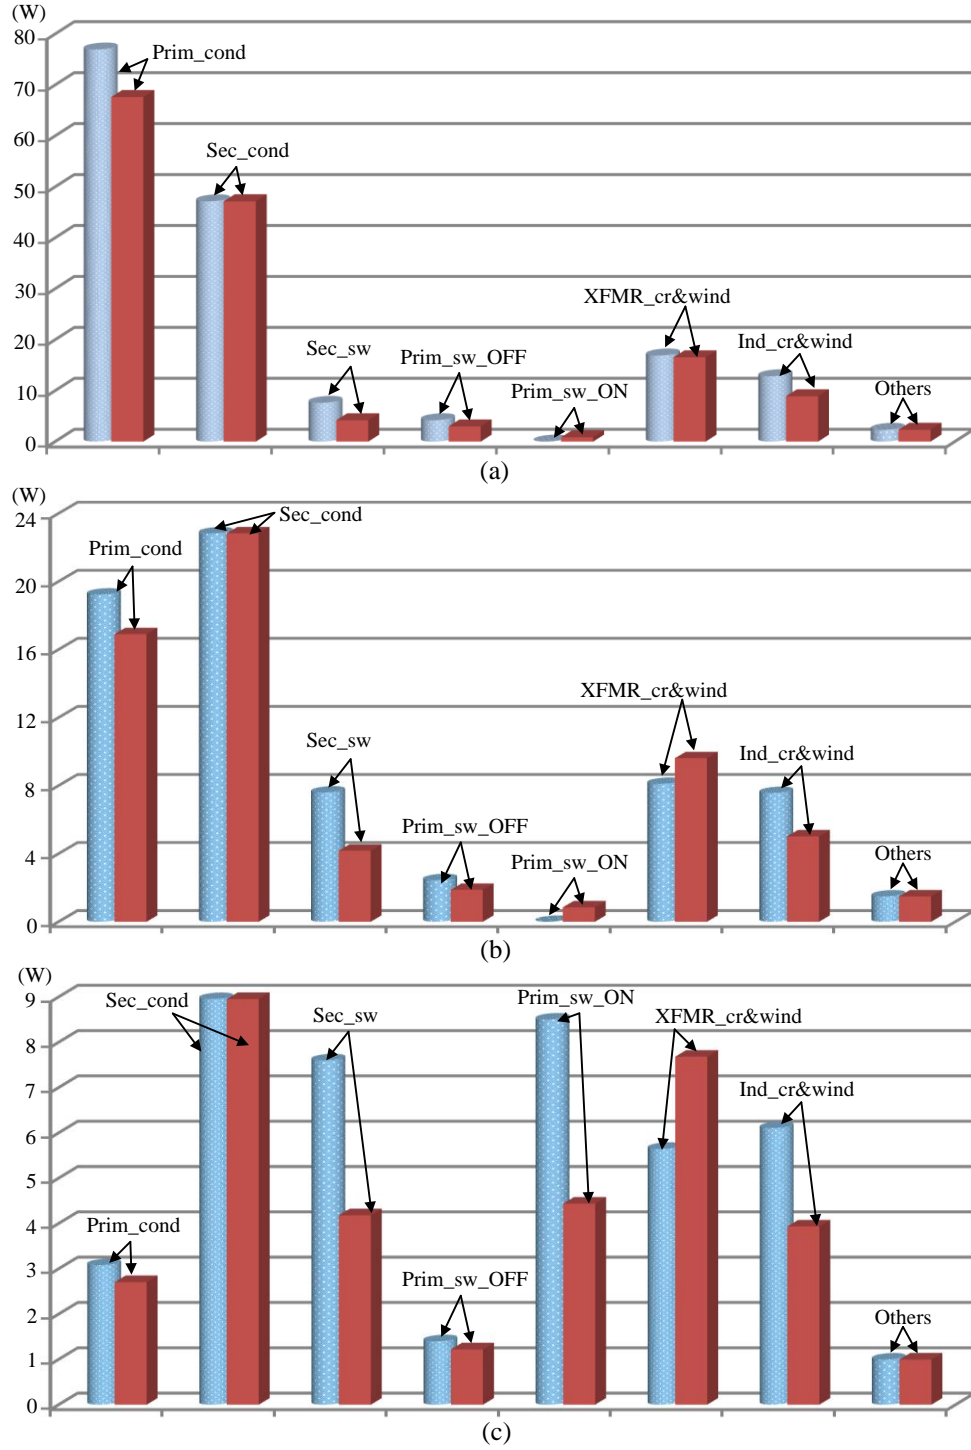 (W)
80
Prim_cond
70
60
Sec_cond
50
40
30
XFMR_cr&wind
20
Sec_sw
Prim_sw_OFF
Ind_cr&wind
10
Prim_sw_ON
Others
0
(a)
(W)
24
Sec_cond
Prim_cond
20
16
XFMR_cr&wind
12
Sec_sw
Ind_cr&wind
8
Prim_sw_OFF
4
Prim_sw_ON
Others
0
(b)
(W)
9
Sec_cond
Sec_sw
Prim_sw_ON
XFMR_cr&wind
8
7
Ind_cr&wind
6
5
4
Prim_cond
3
Prim_sw_OFF
2
Others
1
0
(c)